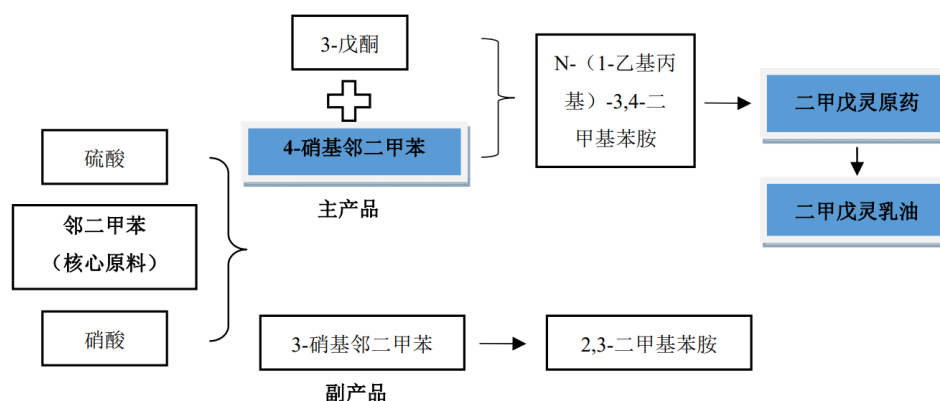 3-戊酮
4-硝基邻二甲苯
主产品
N-（1-乙基丙
基）-3,4-二
甲基苯胺
二甲戊灵原药
二甲戊灵乳油
硫酸
邻二甲苯
（核心原料）
硝酸
3-硝基邻二甲苯
副产品
2,3-二甲基苯胺